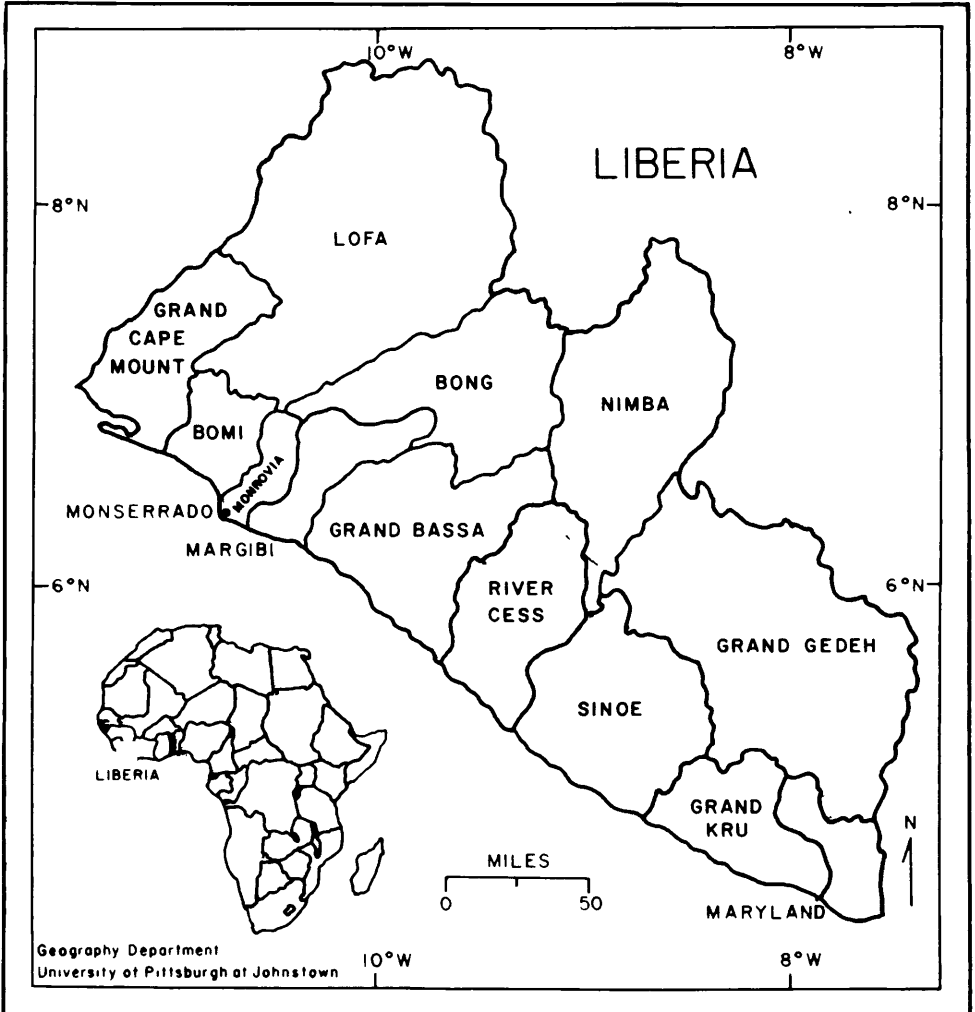 10°W
8°W
LIBERIA
8°N
8°N
LOFA
GRAND
CAPE
MOUNT
BONG
NIMBA
BOMI
MONROVIA
MONSERRADO
GRAND BASSA
MARGIBI
6°N
6°N
RIVER
CESS
GRAND GEDEH
SINOE
LIBERIA
GRAND
KRU
N
MILES
0
50
MARYLAND
Geography Department
University of Pittsburgh at Johnstown
10°W
8°W